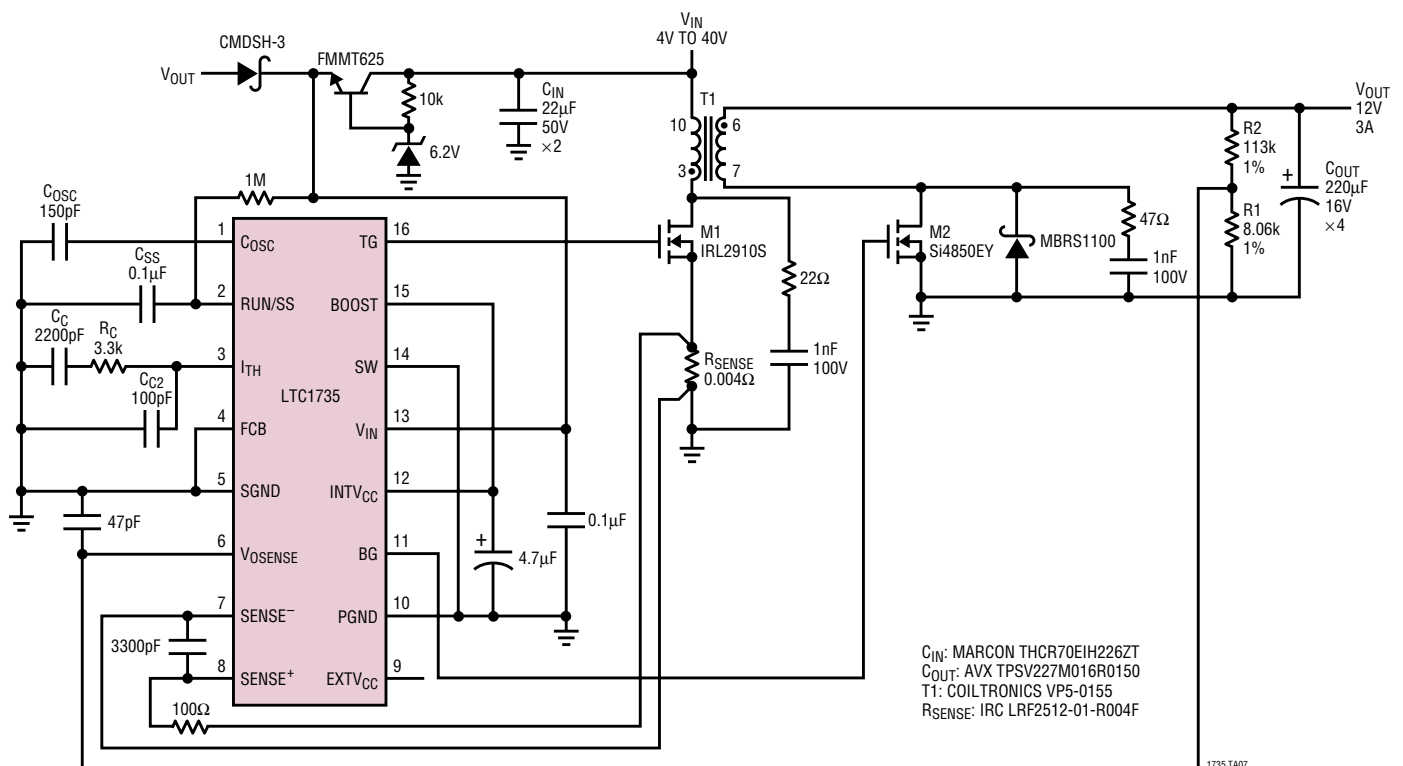 V_IN
4V TO 40V
CMDSH-3
FMMT625
V_OUT
10k
C_IN
22µF
50V
×2
6.2V
T1
10
6
3
7
V_OUT
12V
3A
R2
113k
1%
R1
8.06k
1%
+
C_OUT
220µF
16V
×4
1M
C_OSC
150pF
C_SS
0.1µF
C_C
2200pF
R_C
3.3k
C_C2
100pF
47pF
3300pF
100Ω
1
C_OSC
2
RUN/SS
3
I_TH
4
FCB
5
SGND
6
V_OSENSE
7
SENSE⁻
8
SENSE⁺
LTC1735
TG
16
BOOST
15
SW
14
V_IN
13
INTV_CC
12
BG
11
PGND
10
EXTV_CC
9
+
4.7µF
0.1µF
M1
IRL2910S
22Ω
R_SENSE
0.004Ω
1nF
100V
M2
Si4850EY
MBRS1100
47Ω
1nF
100V
C_IN: MARCON THCR70EIH226ZT
C_OUT: AVX TPSV227M016R0150
T1: COILTRONICS VP5-0155
R_SENSE: IRC LRF2512-01-R004F
1735 TA07